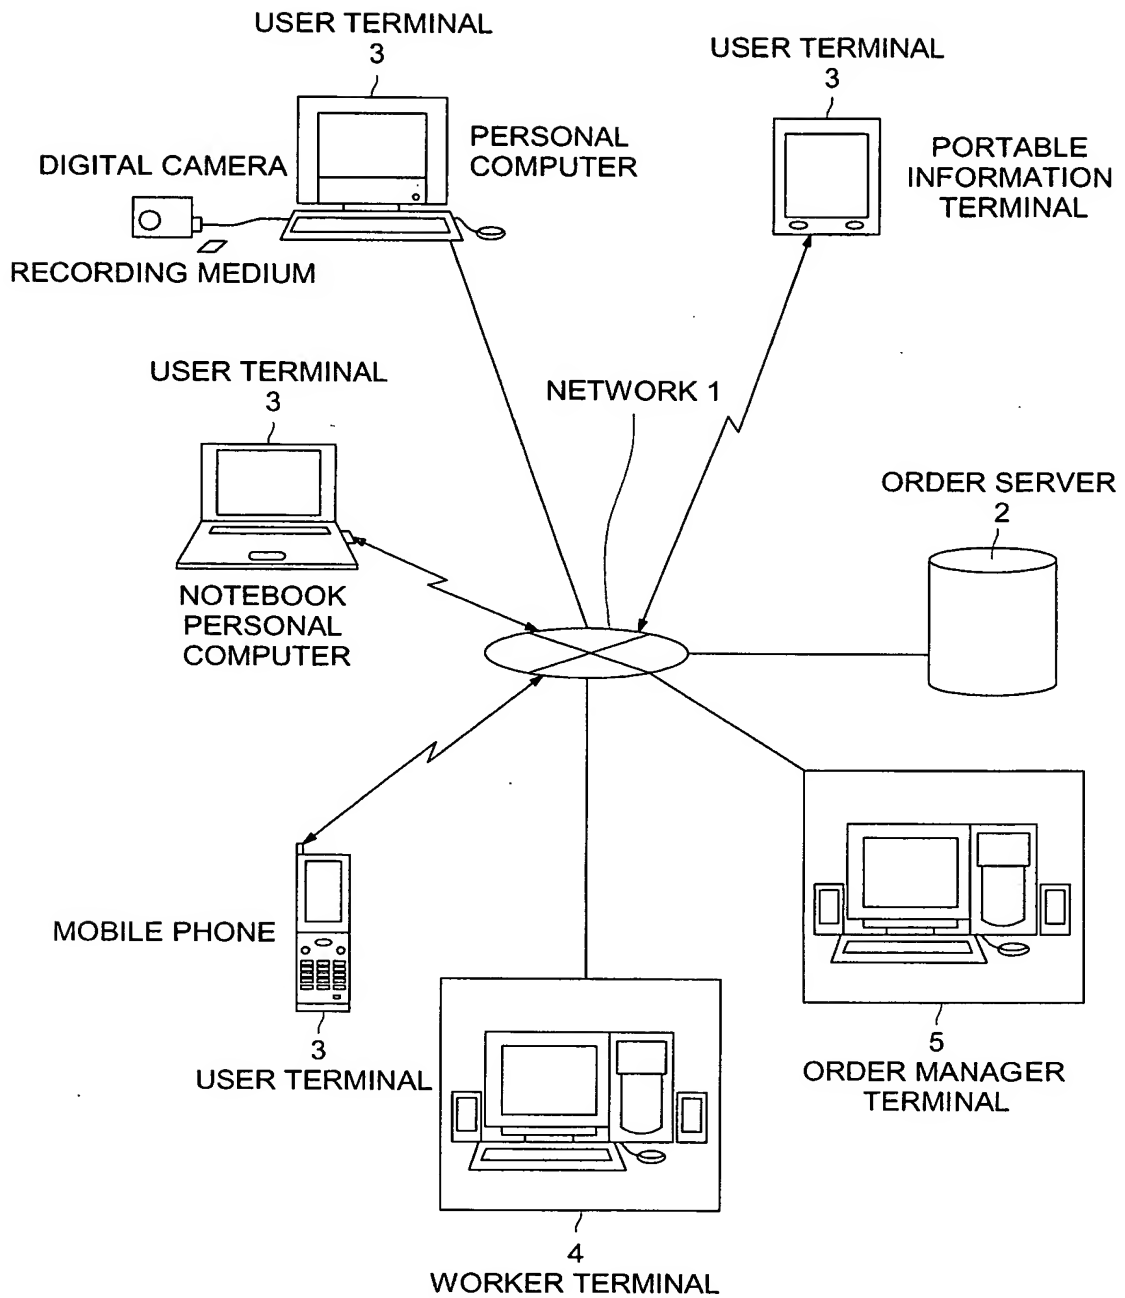 USER TERMINAL
3
USER TERMINAL
3
PERSONAL
COMPUTER
DIGITAL CAMERA
PORTABLE
INFORMATION
TERMINAL
RECORDING MEDIUM
USER TERMINAL
3
NETWORK 1
ORDER SERVER
2
NOTEBOOK
PERSONAL
COMPUTER
MOBILE PHONE
3
USER TERMINAL
5
ORDER MANAGER
TERMINAL
4
WORKER TERMINAL